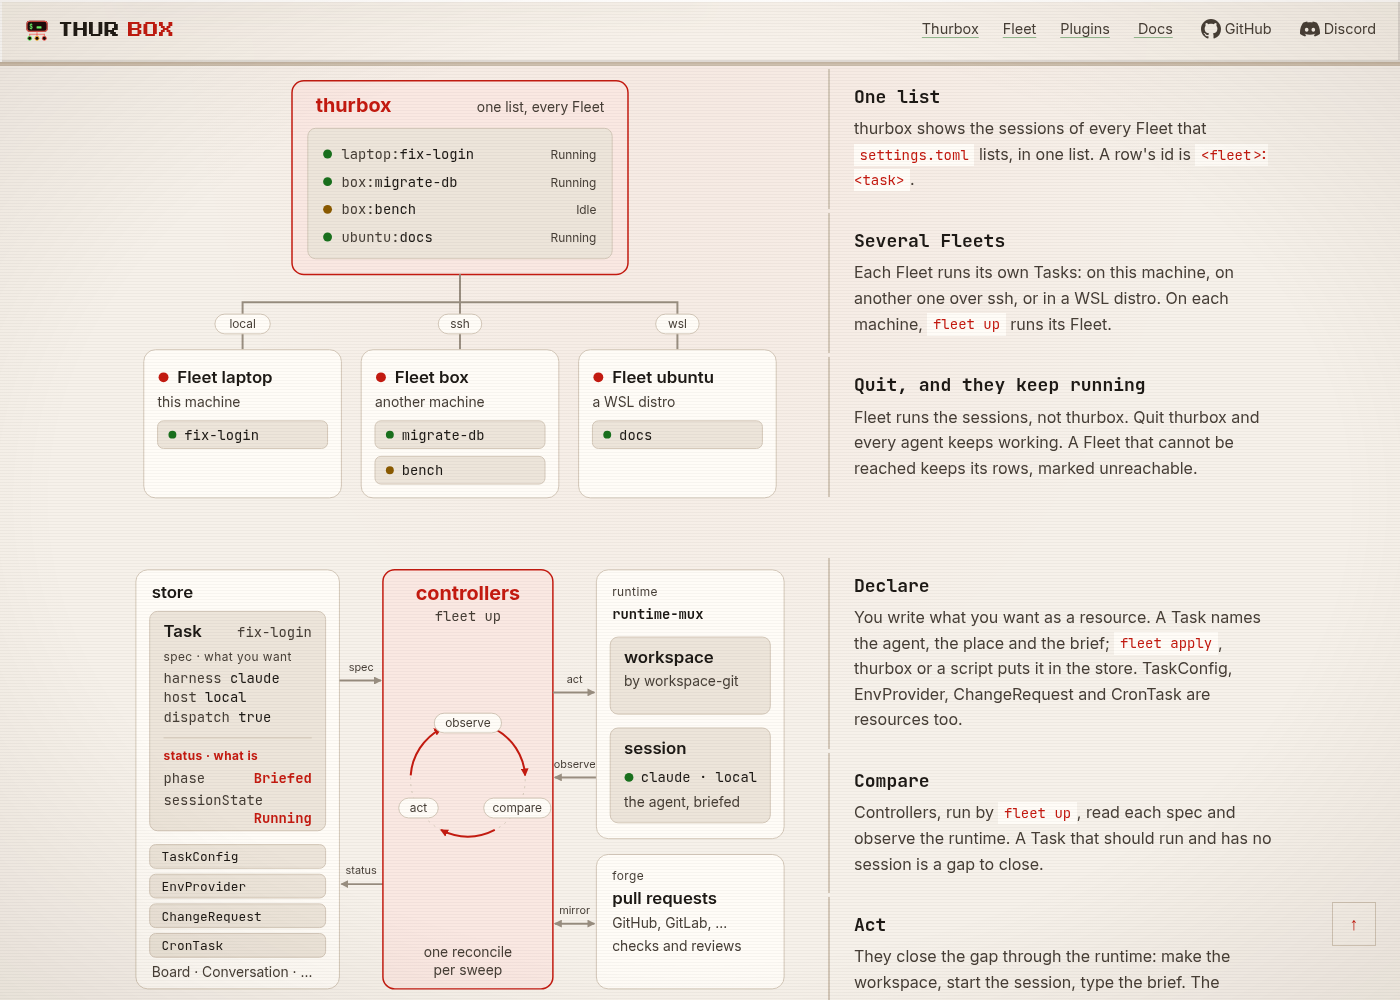 THUR BOX
Thurbox Fleet Plugins Docs GitHub Discord
thurbox one list, every Fleet
laptop:fix-login Running
box:migrate-db Running
box:bench Idle
ubuntu:docs Running
local ssh wsl
Fleet laptop
this machine
fix-login
Fleet box
another machine
migrate-db
bench
Fleet ubuntu
a WSL distro
docs
One list
thurbox shows the sessions of every Fleet that
settings.toml lists, in one list. A row's id is <fleet>:
<task>.
Several Fleets
Each Fleet runs its own Tasks: on this machine, on
another one over ssh, or in a WSL distro. On each
machine, fleet up runs its Fleet.
Quit, and they keep running
Fleet runs the sessions, not thurbox. Quit thurbox and
every agent keeps working. A Fleet that cannot be
reached keeps its rows, marked unreachable.
store
Task fix-login
spec · what you want
harness claude
host local
dispatch true
status · what is
phase Briefed
sessionState
Running
TaskConfig
EnvProvider
ChangeRequest
CronTask
Board · Conversation · ...
spec
status
controllers
fleet up
observe
act
compare
one reconcile
per sweep
act
observe
mirror
runtime
runtime-mux
workspace
by workspace-git
session
claude · local
the agent, briefed
forge
pull requests
GitHub, GitLab, ...
checks and reviews
Declare
You write what you want as a resource. A Task names
the agent, the place and the brief; fleet apply,
thurbox or a script puts it in the store. TaskConfig,
EnvProvider, ChangeRequest and CronTask are
resources too.
Compare
Controllers, run by fleet up, read each spec and
observe the runtime. A Task that should run and has no
session is a gap to close.
Act
They close the gap through the runtime: make the
workspace, start the session, type the brief. The
↑